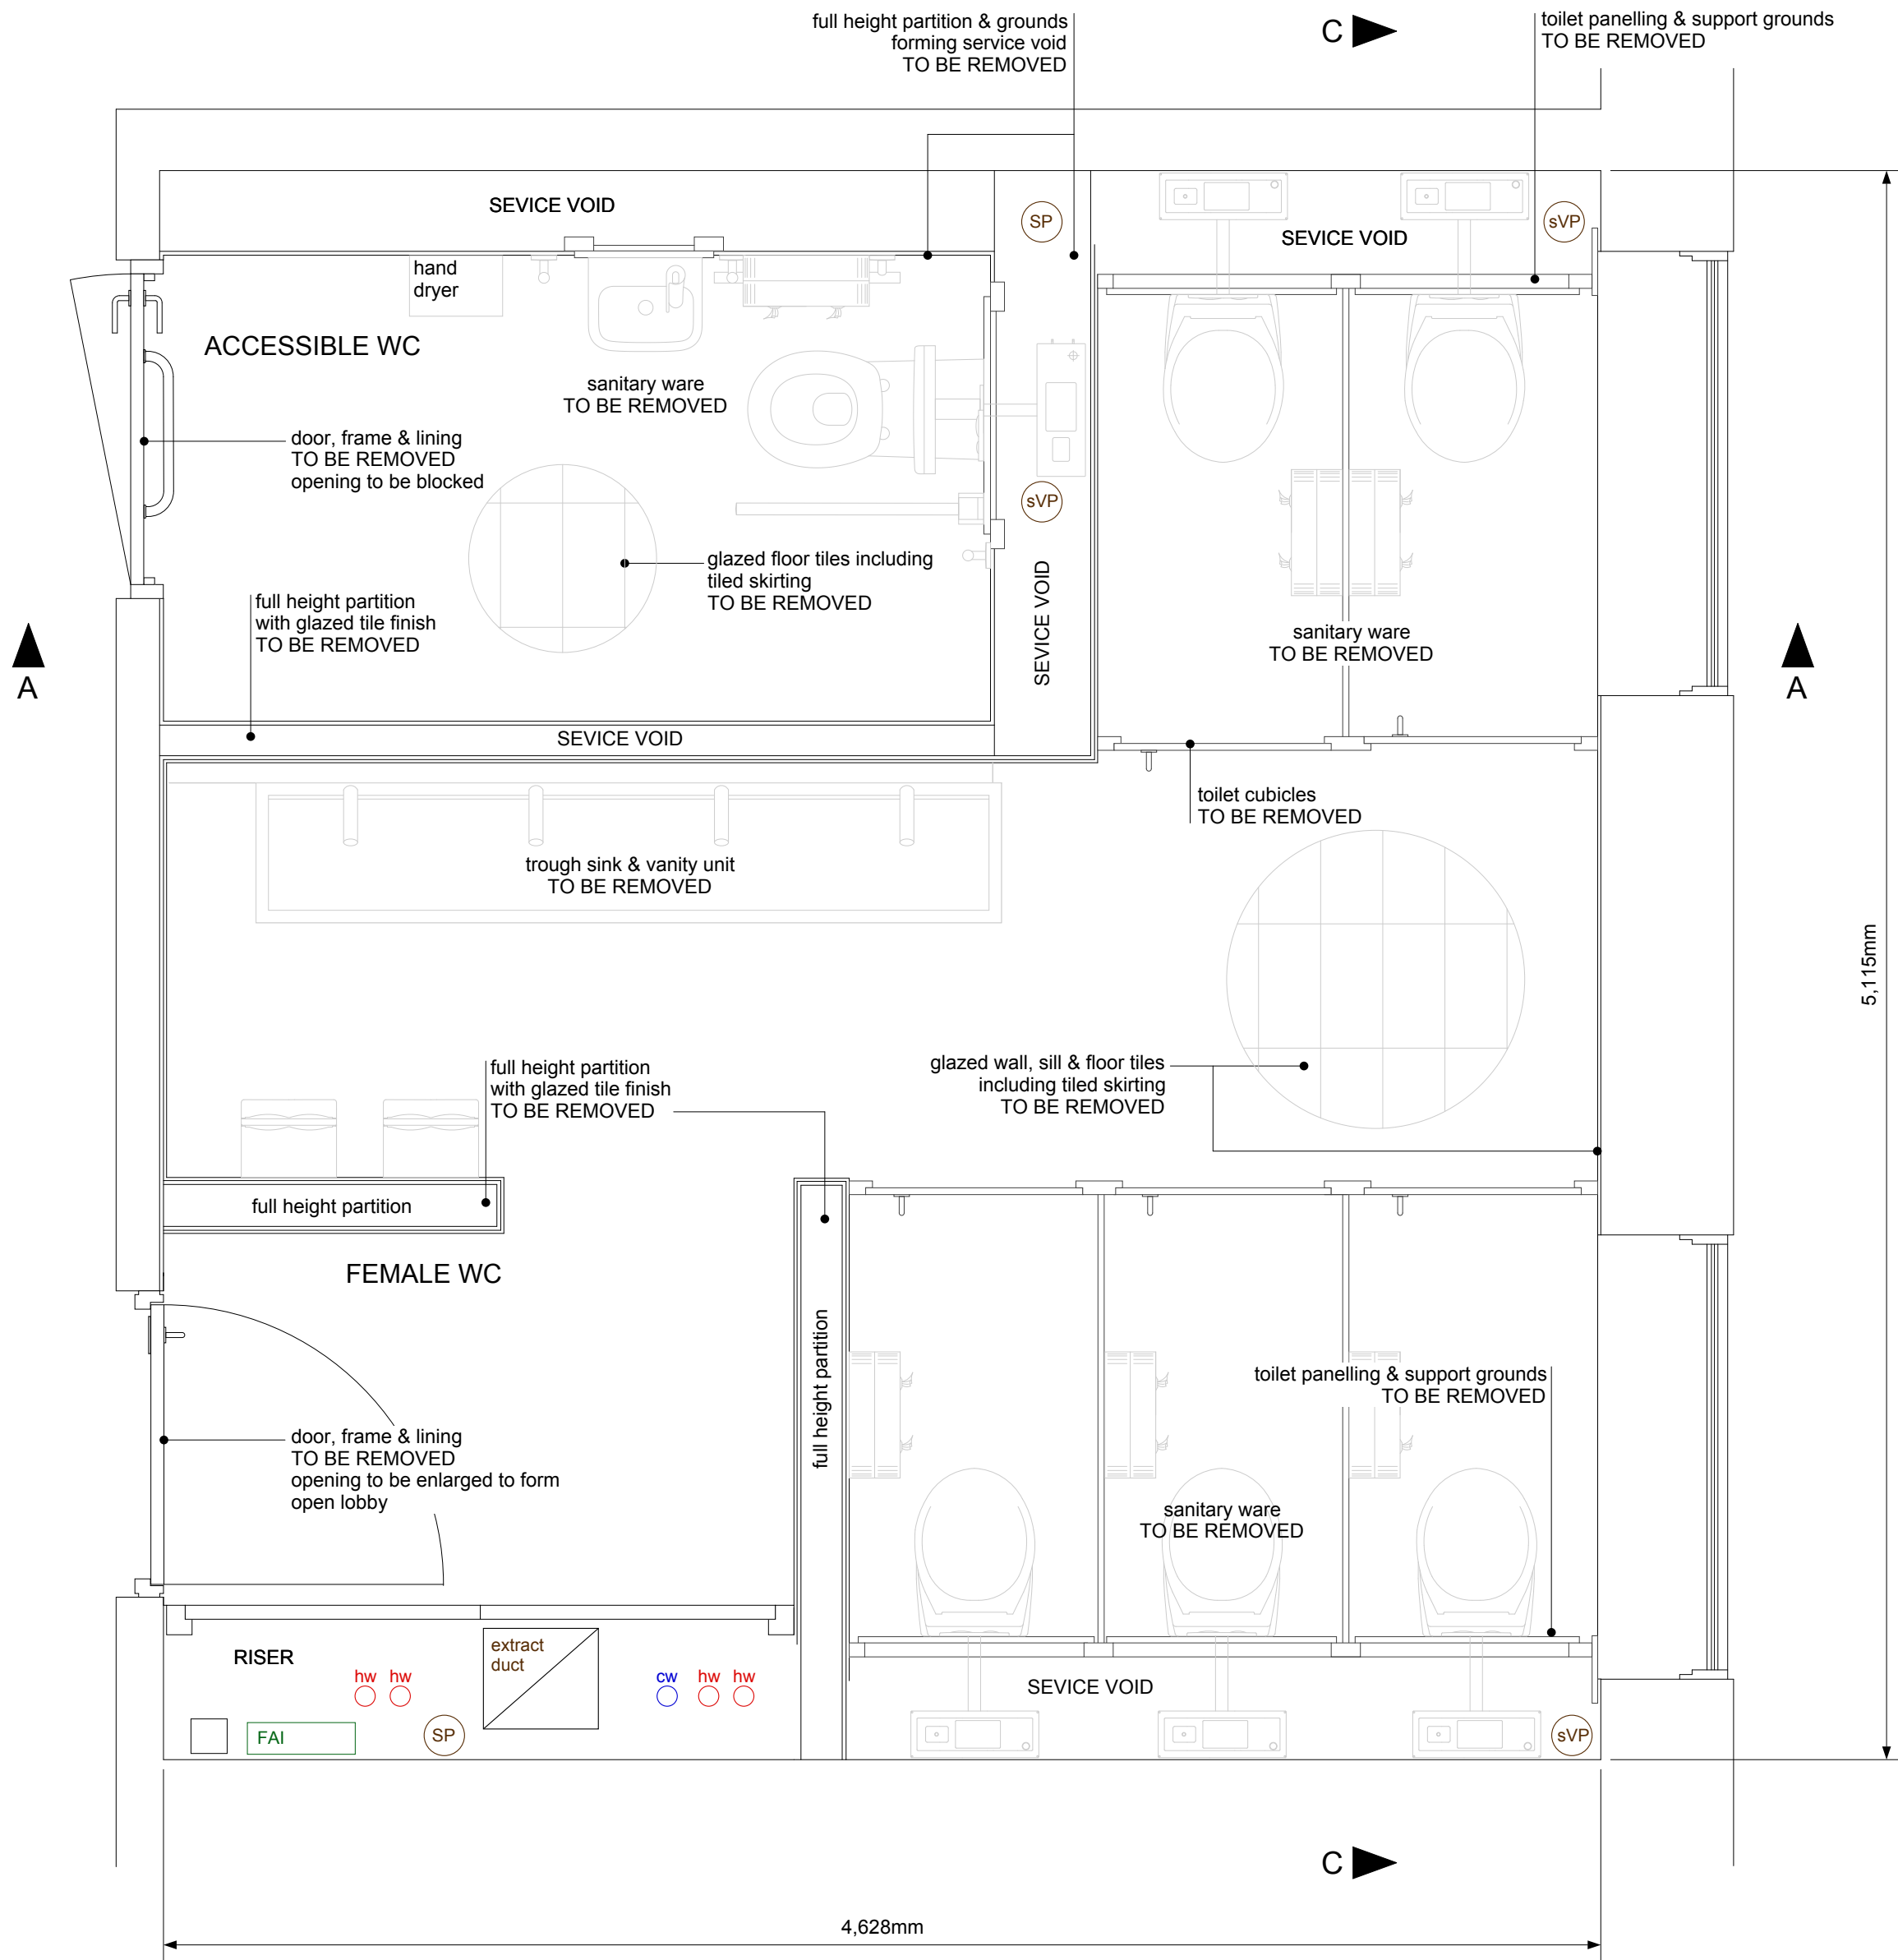 full height partition & grounds
forming service void
TO BE REMOVED
C
toilet panelling & support grounds
TO BE REMOVED
SEVICE VOID
SP
SEVICE VOID
sVP
hand
dryer
ACCESSIBLE WC
sanitary ware
TO BE REMOVED
door, frame & lining
TO BE REMOVED
opening to be blocked
sVP
glazed floor tiles including
tiled skirting
TO BE REMOVED
SEVICE VOID
full height partition
with glazed tile finish
TO BE REMOVED
sanitary ware
TO BE REMOVED
A
A
SEVICE VOID
toilet cubicles
TO BE REMOVED
trough sink & vanity unit
TO BE REMOVED
5,115mm
full height partition
with glazed tile finish
TO BE REMOVED
glazed wall, sill & floor tiles
including tiled skirting
TO BE REMOVED
full height partition
FEMALE WC
full height partition
toilet panelling & support grounds
TO BE REMOVED
door, frame & lining
TO BE REMOVED
opening to be enlarged to form
open lobby
sanitary ware
TO BE REMOVED
RISER
extract
duct
hw hw
cw hw hw
SEVICE VOID
FAI
SP
sVP
C
4,628mm